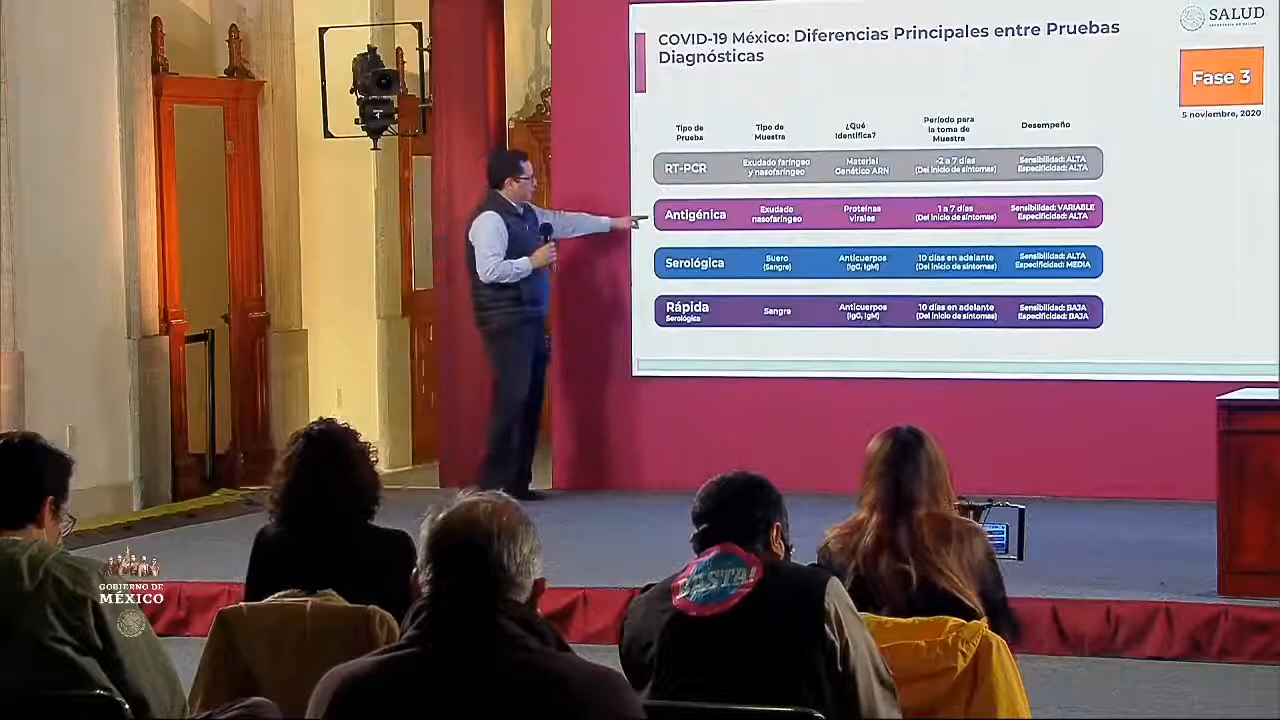 COVID-19 México: Diferencias Principales entre Pruebas
Diagnósticas
SALUD
SECRETARÍA DE SALUD
Fase 3
5 noviembre, 2020
Tipo de
Prueba
Tipo de
Muestra
¿Qué
Identifica?
Periodo para
la toma de
Muestra
Desempeño
RT-PCR
Exudado faríngeo
y nasofaríngeo
Material
Genético ARN
-2 a 7 días
(Del inicio de síntomas)
Sensibilidad: ALTA
Especificidad: ALTA
Antigénica
Exudado
nasofaríngeo
Proteínas
virales
1 a 7 días
(Del inicio de síntomas)
Sensibilidad: VARIABLE
Especificidad: ALTA
Serológica
Suero
(Sangre)
Anticuerpos
(IgG, IgM)
10 días en adelante
(Del inicio de síntomas)
Sensibilidad: ALTA
Especificidad: MEDIA
Rápida
Serológica
Sangre
Anticuerpos
(IgG, IgM)
10 días en adelante
(Del inicio de síntomas)
Sensibilidad: BAJA
Especificidad: BAJA
¡BASTA!
GOBIERNO DE
MÉXICO